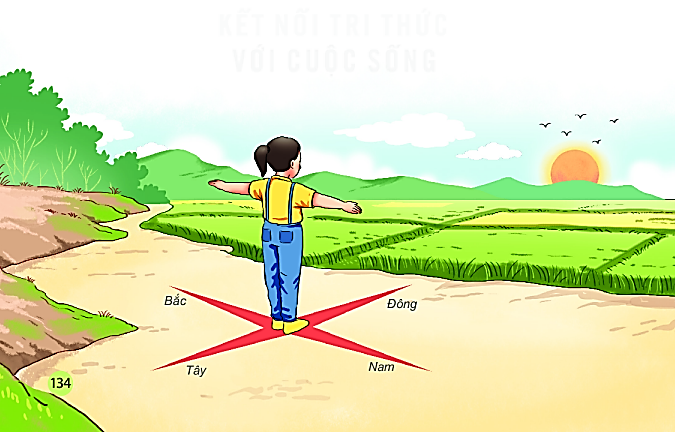 KẾT NỐI TRI THỨC
VỚI CUỘC SỐNG
Bắc
Đông
Tây
Nam
134